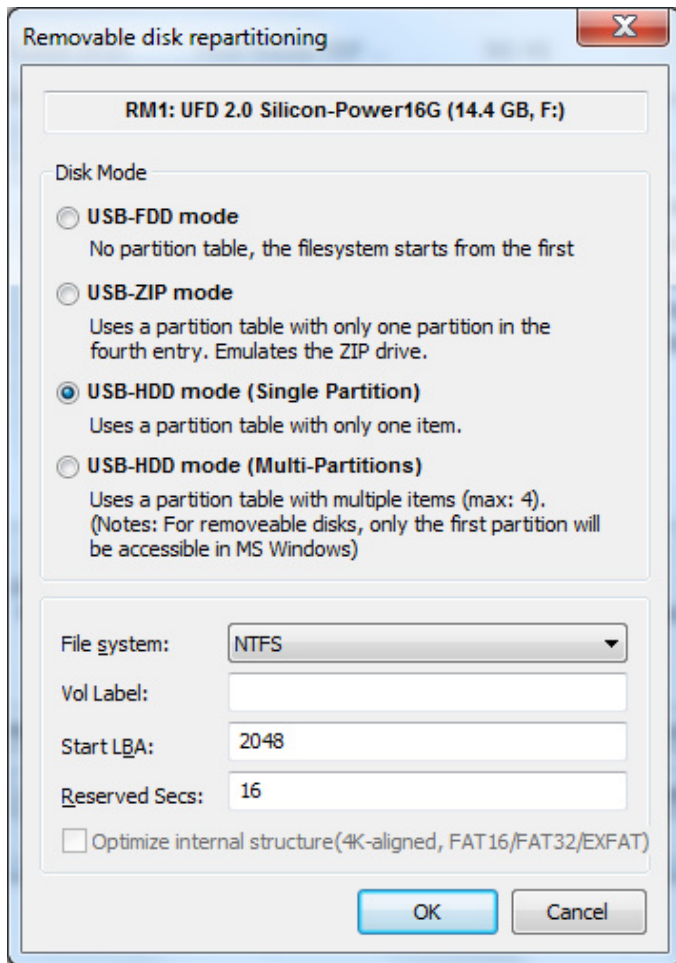 Removable disk repartitioning
RM1: UFD 2.0 Silicon-Power16G (14.4 GB, F:)
Disk Mode
USB-FDD mode
No partition table, the filesystem starts from the first
USB-ZIP mode
Uses a partition table with only one partition in the
fourth entry. Emulates the ZIP drive.
USB-HDD mode (Single Partition)
Uses a partition table with only one item.
USB-HDD mode (Multi-Partitions)
Uses a partition table with multiple items (max: 4).
(Notes: For removeable disks, only the first partition will
be accessible in MS Windows)
File system: NTFS
Vol Label:
Start LBA: 2048
Reserved Secs: 16
Optimize internal structure(4K-aligned, FAT16/FAT32/EXFAT)
OK Cancel